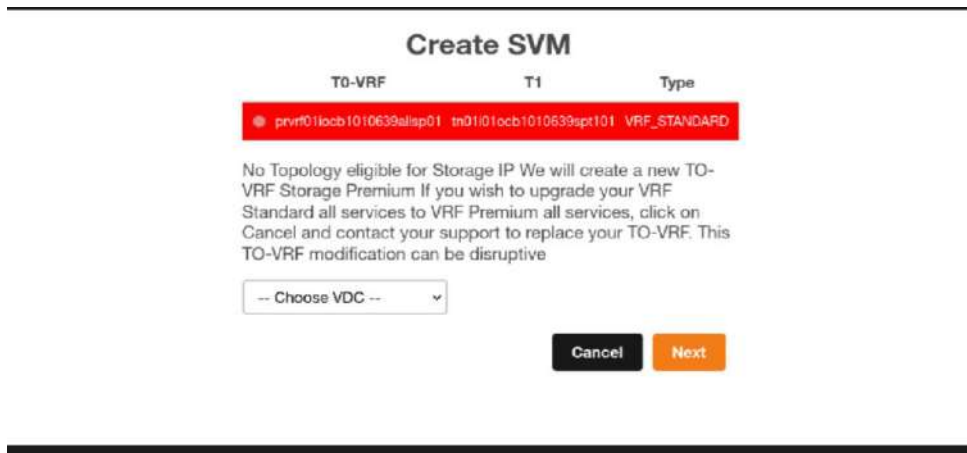 Create SVM
T0-VRF T1 Type
prvrf01iocb1010639allsp01 tn01i01ocb1010639spt101 VRF_STANDARD
No Topology eligible for Storage IP We will create a new TO-
VRF Storage Premium If you wish to upgrade your VRF
Standard all services to VRF Premium all services, click on
Cancel and contact your support to replace your TO-VRF. This
TO-VRF modification can be disruptive
-- Choose VDC --
Cancel Next